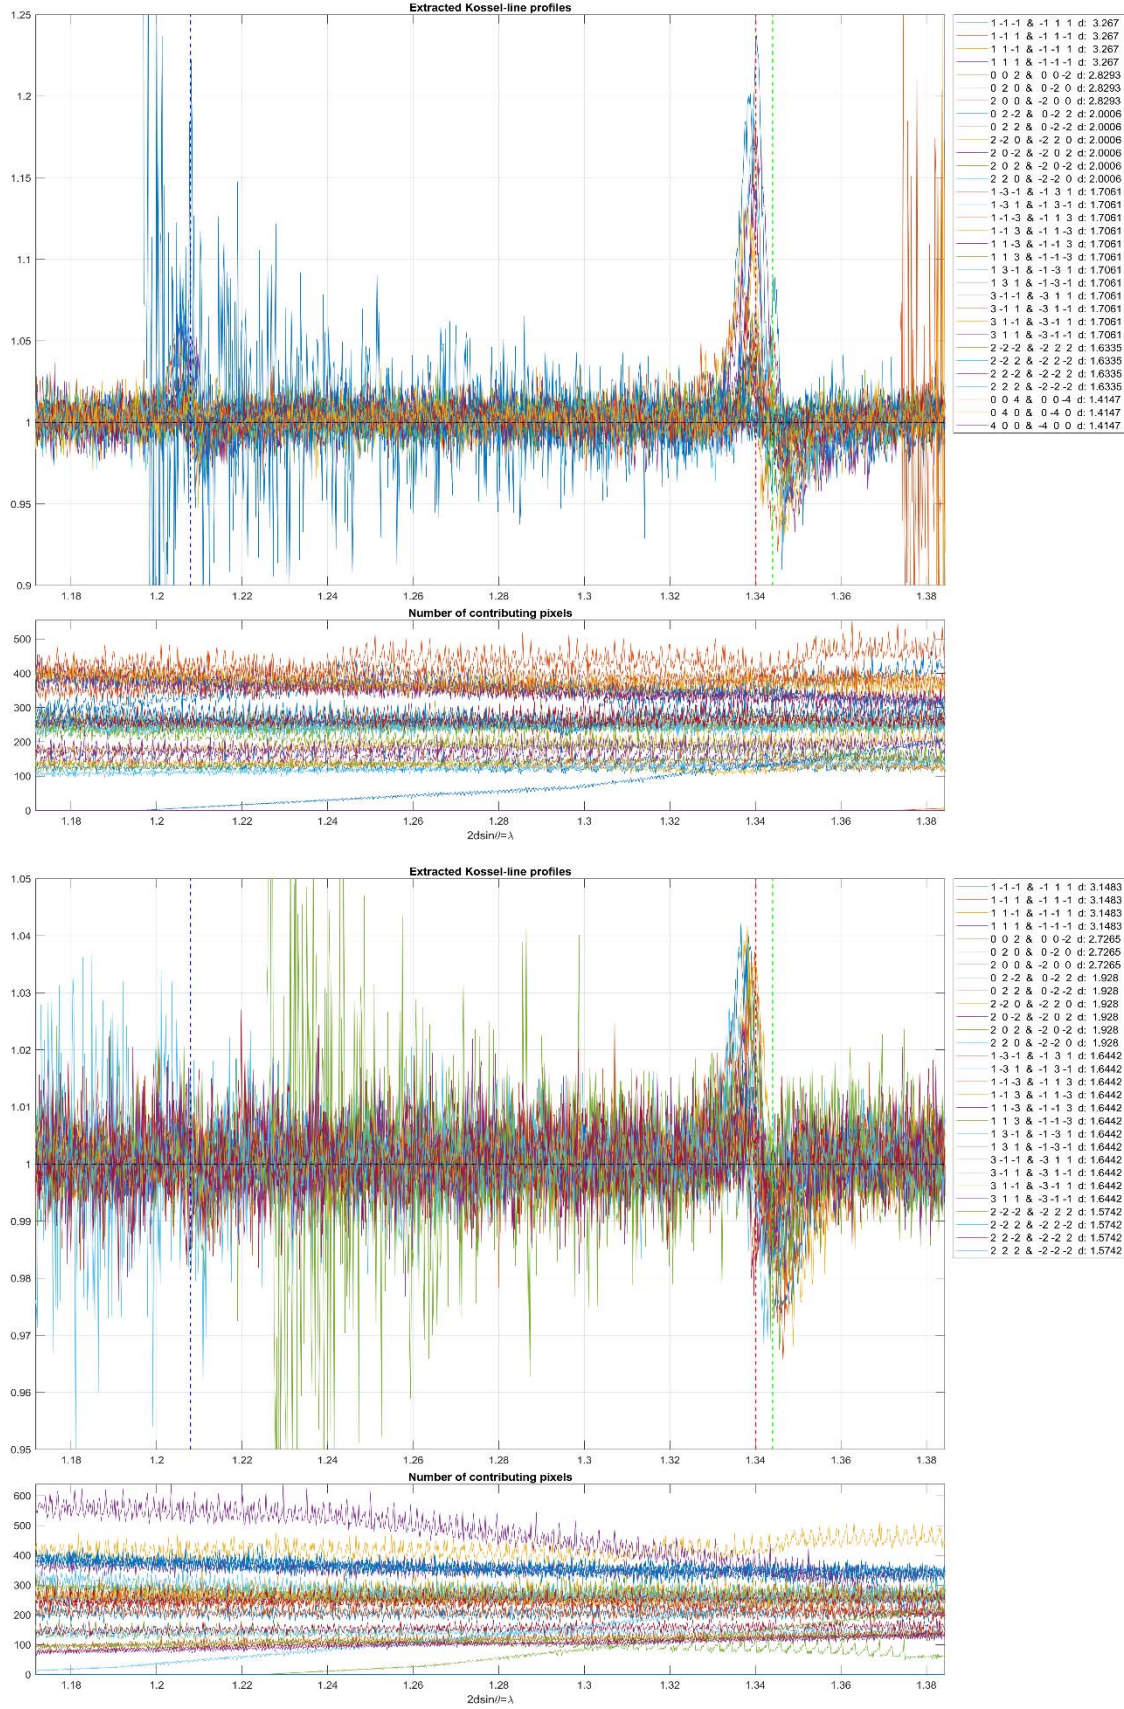 Extracted Kossel-line profiles
1.25
1.2
1.15
1.1
1.05
1
0.95
0.9
1.18 1.2 1.22 1.24 1.26 1.28 1.3 1.32 1.34 1.36 1.38
1 -1 -1 & -1 1 1 d: 3.267
1 -1 1 & -1 1 -1 d: 3.267
1 1 -1 & -1 -1 1 d: 3.267
1 1 1 & -1 -1 -1 d: 3.267
0 0 2 & 0 0 -2 d: 2.8293
0 2 0 & 0 -2 0 d: 2.8293
2 0 0 & -2 0 0 d: 2.8293
0 2 -2 & 0 -2 2 d: 2.0006
0 2 2 & 0 -2 -2 d: 2.0006
2 -2 0 & -2 2 0 d: 2.0006
2 0 -2 & -2 0 2 d: 2.0006
2 0 2 & -2 0 -2 d: 2.0006
2 2 0 & -2 -2 0 d: 2.0006
1 -3 -1 & -1 3 1 d: 1.7061
1 -3 1 & -1 3 -1 d: 1.7061
1 -1 -3 & -1 1 3 d: 1.7061
1 -1 3 & -1 1 -3 d: 1.7061
1 1 -3 & -1 -1 3 d: 1.7061
1 1 3 & -1 -1 -3 d: 1.7061
1 3 -1 & -1 -3 1 d: 1.7061
1 3 1 & -1 -3 -1 d: 1.7061
3 -1 -1 & -3 1 1 d: 1.7061
3 -1 1 & -3 1 -1 d: 1.7061
3 1 -1 & -3 -1 1 d: 1.7061
3 1 1 & -3 -1 -1 d: 1.7061
2 -2 -2 & -2 2 2 d: 1.6335
2 -2 2 & -2 2 -2 d: 1.6335
2 2 -2 & -2 -2 2 d: 1.6335
2 2 2 & -2 -2 -2 d: 1.6335
0 0 4 & 0 0 -4 d: 1.4147
0 4 0 & 0 -4 0 d: 1.4147
4 0 0 & -4 0 0 d: 1.4147
Number of contributing pixels
500
400
300
200
100
0
1.18 1.2 1.22 1.24 1.26 1.28 1.3 1.32 1.34 1.36 1.38
2dsinθ=λ
Extracted Kossel-line profiles
1.05
1.04
1.03
1.02
1.01
1
0.99
0.98
0.97
0.96
0.95
1.18 1.2 1.22 1.24 1.26 1.28 1.3 1.32 1.34 1.36 1.38
1 -1 -1 & -1 1 1 d: 3.1483
1 -1 1 & -1 1 -1 d: 3.1483
1 1 -1 & -1 -1 1 d: 3.1483
1 1 1 & -1 -1 -1 d: 3.1483
0 0 2 & 0 0 -2 d: 2.7265
0 2 0 & 0 -2 0 d: 2.7265
2 0 0 & -2 0 0 d: 2.7265
0 2 -2 & 0 -2 2 d: 1.928
0 2 2 & 0 -2 -2 d: 1.928
2 -2 0 & -2 2 0 d: 1.928
2 0 -2 & -2 0 2 d: 1.928
2 0 2 & -2 0 -2 d: 1.928
2 2 0 & -2 -2 0 d: 1.928
1 -3 -1 & -1 3 1 d: 1.6442
1 -3 1 & -1 3 -1 d: 1.6442
1 -1 -3 & -1 1 3 d: 1.6442
1 -1 3 & -1 1 -3 d: 1.6442
1 1 -3 & -1 -1 3 d: 1.6442
1 1 3 & -1 -1 -3 d: 1.6442
1 3 -1 & -1 -3 1 d: 1.6442
1 3 1 & -1 -3 -1 d: 1.6442
3 -1 -1 & -3 1 1 d: 1.6442
3 -1 1 & -3 1 -1 d: 1.6442
3 1 -1 & -3 -1 1 d: 1.6442
3 1 1 & -3 -1 -1 d: 1.6442
2 -2 -2 & -2 2 2 d: 1.5742
2 -2 2 & -2 2 -2 d: 1.5742
2 2 -2 & -2 -2 2 d: 1.5742
2 2 2 & -2 -2 -2 d: 1.5742
Number of contributing pixels
600
500
400
300
200
100
0
1.18 1.2 1.22 1.24 1.26 1.28 1.3 1.32 1.34 1.36 1.38
2dsinθ=λ